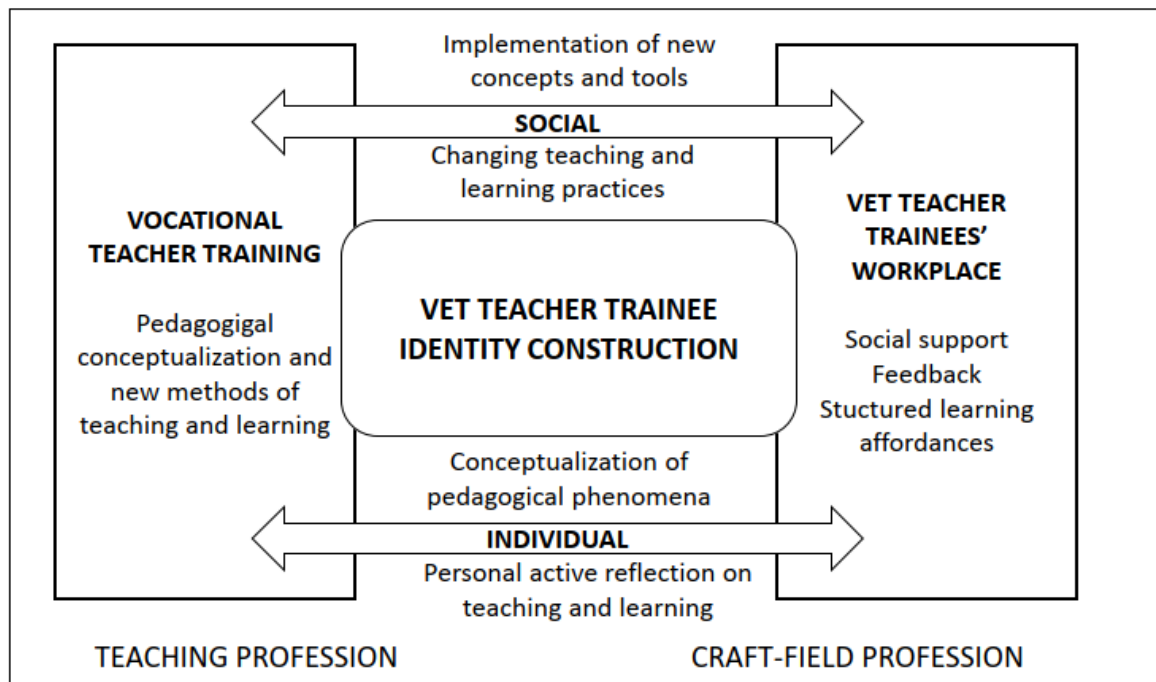 Implementation of new
concepts and tools
SOCIAL
Changing teaching and
learning practices
VOCATIONAL
TEACHER TRAINING
Pedagogigal
conceptualization and
new methods of
teaching and learning
VET TEACHER TRAINEE
IDENTITY CONSTRUCTION
VET TEACHER
TRAINEES’
WORKPLACE
Social support
Feedback
Stuctured learning
affordances
Conceptualization of
pedagogical phenomena
INDIVIDUAL
Personal active reflection on
teaching and learning
TEACHING PROFESSION
CRAFT-FIELD PROFESSION